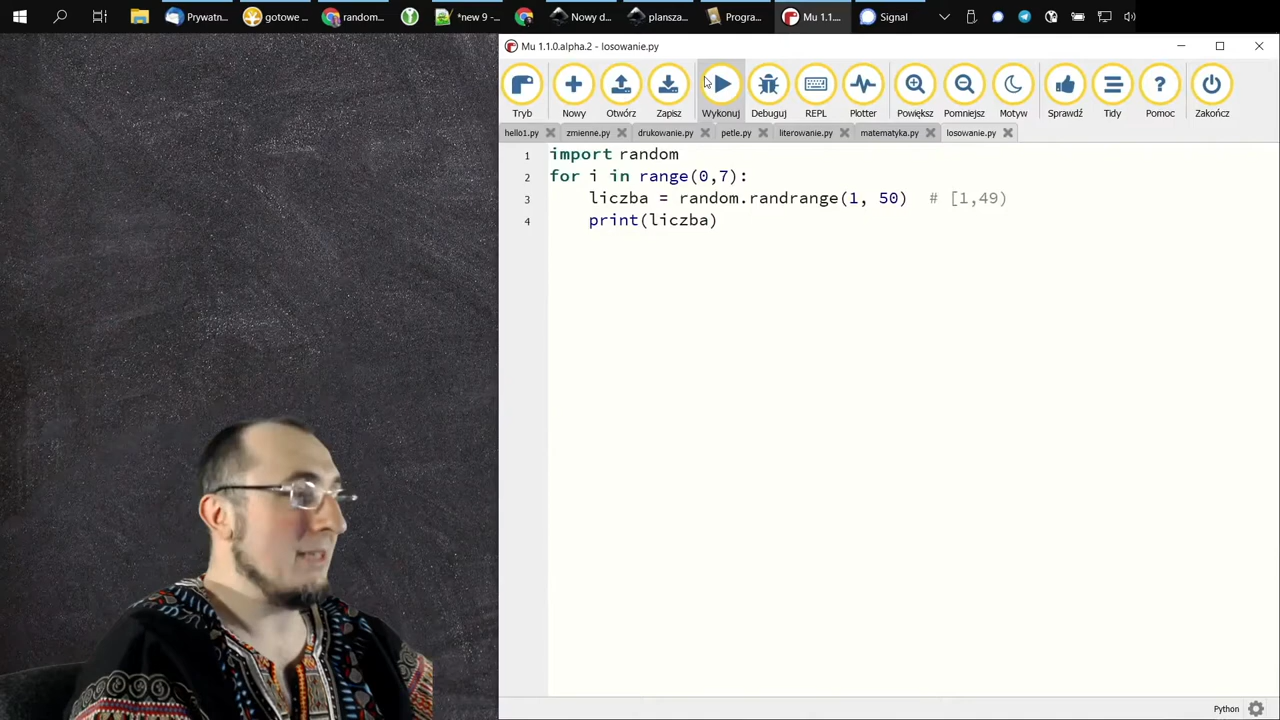 Prywatn...
gotowe ...
random...
*new 9 -...
Nowy d...
plansza...
Progra...
Mu 1.1....
Signal
Mu 1.1.0.alpha.2 - losowanie.py
Tryb
Nowy
Otwórz
Zapisz
Wykonuj
Debuguj
REPL
Plotter
Powiększ
Pomniejsz
Motyw
Sprawdź
Tidy
Pomoc
Zakończ
hello1.py
zmienne.py
drukowanie.py
petle.py
literowanie.py
matematyka.py
losowanie.py
1 import random
2 for i in range(0,7):
3 liczba = random.randrange(1, 50)  # [1,49)
4 print(liczba)
Python